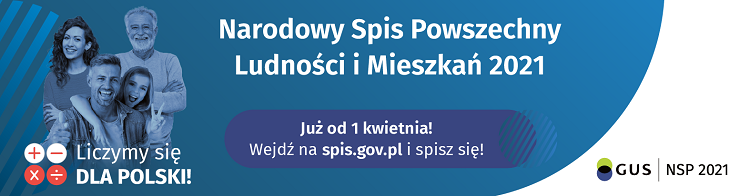 Narodowy Spis Powszechny
Ludności i Mieszkań 2021
Już od 1 kwietnia!
Wejdź na spis.gov.pl i spisz się!
Liczymy się
DLA POLSKI!
GUS | NSP 2021